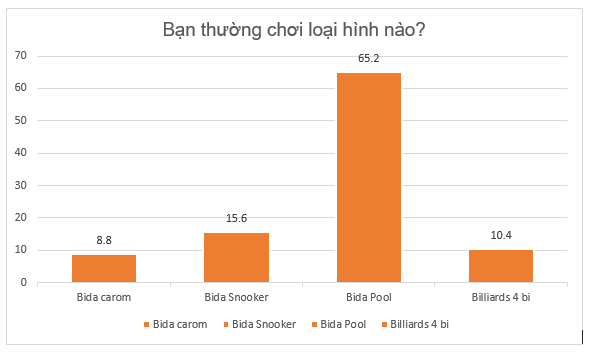 Bạn thường chơi loại hình nào?
70
60
50
40
30
20
10
0
8.8
15.6
65.2
10.4
Bida carom
Bida Snooker
Bida Pool
Billiards 4 bi
Bida carom Bida Snooker Bida Pool Billiards 4 bi